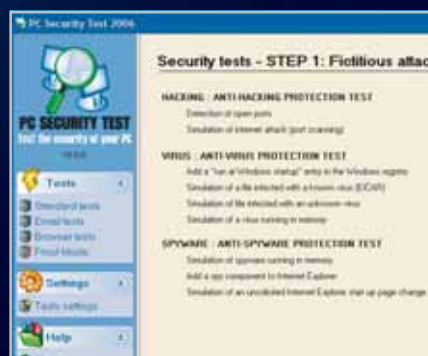 PC Security Test 2006
PC SECURITY TEST
Test the security of your PC
Tests
Standard tests
Email tests
Browser tests
Settings
Tests settings
Help
Security tests - STEP 1: Fictitious attac
HACKING : ANTI-HACKING PROTECTION TEST
Detection of open ports
Simulation of internet attack (port scanning)
VIRUS : ANTI-VIRUS PROTECTION TEST
Add a "run at Windows startup" entry in the Windows registry
Simulation of a file infected with a known virus (EICAR)
Simulation of file infected with an unknown virus
Simulation of a virus running in memory
SPYWARE : ANTI-SPYWARE PROTECTION TEST
Simulation of spyware running in memory
Add a spy component to Internet Explorer
Simulation of an unsolicited Internet Explorer start up page change